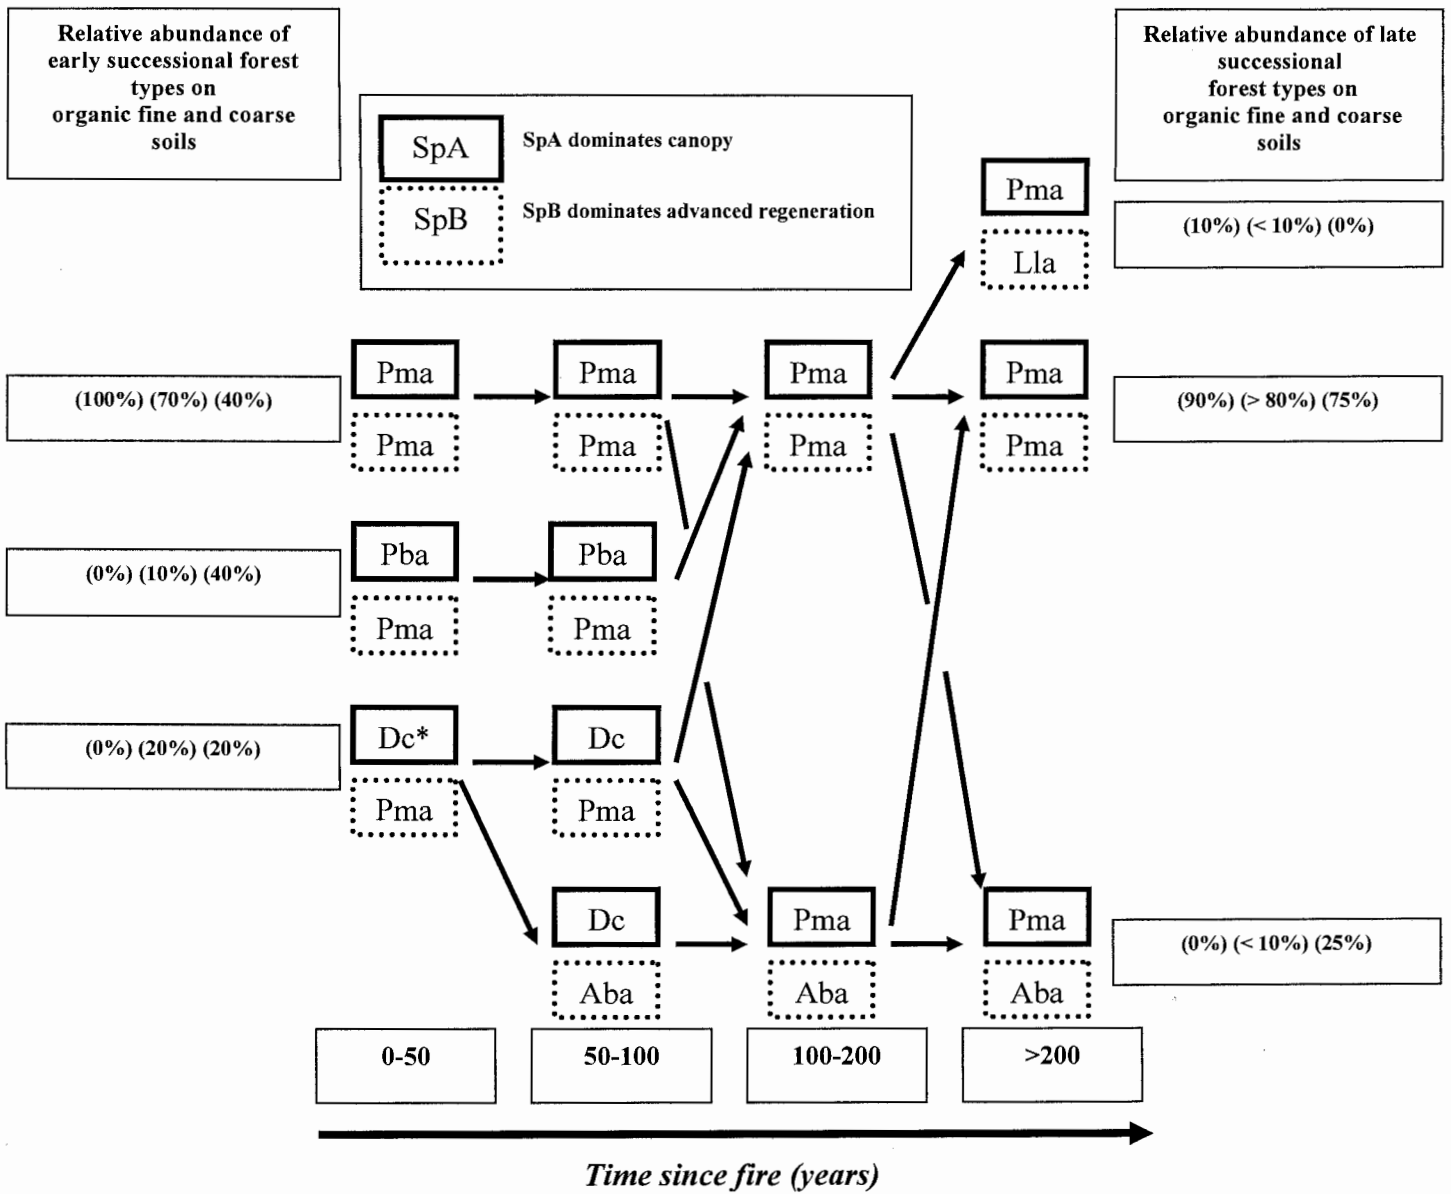 Relative abundance of
early successional forest
types on
organic fine and coarse
soils
SpA
SpA dominates canopy
SpB
SpB dominates advanced regeneration
Relative abundance of late
successional
forest types on
organic fine and coarse
soils
Pma
Lla
(10%) (< 10%) (0%)
(100%) (70%) (40%)
Pma
Pma
Pma
Pma
Pma
Pma
Pma
Pma
(90%) (> 80%) (75%)
(0%) (10%) (40%)
Pba
Pma
Pba
Pma
(0%) (20%) (20%)
Dc*
Pma
Dc
Pma
Dc
Aba
Pma
Aba
Pma
Aba
(0%) (< 10%) (25%)
0-50
50-100
100-200
>200
Time since fire (years)